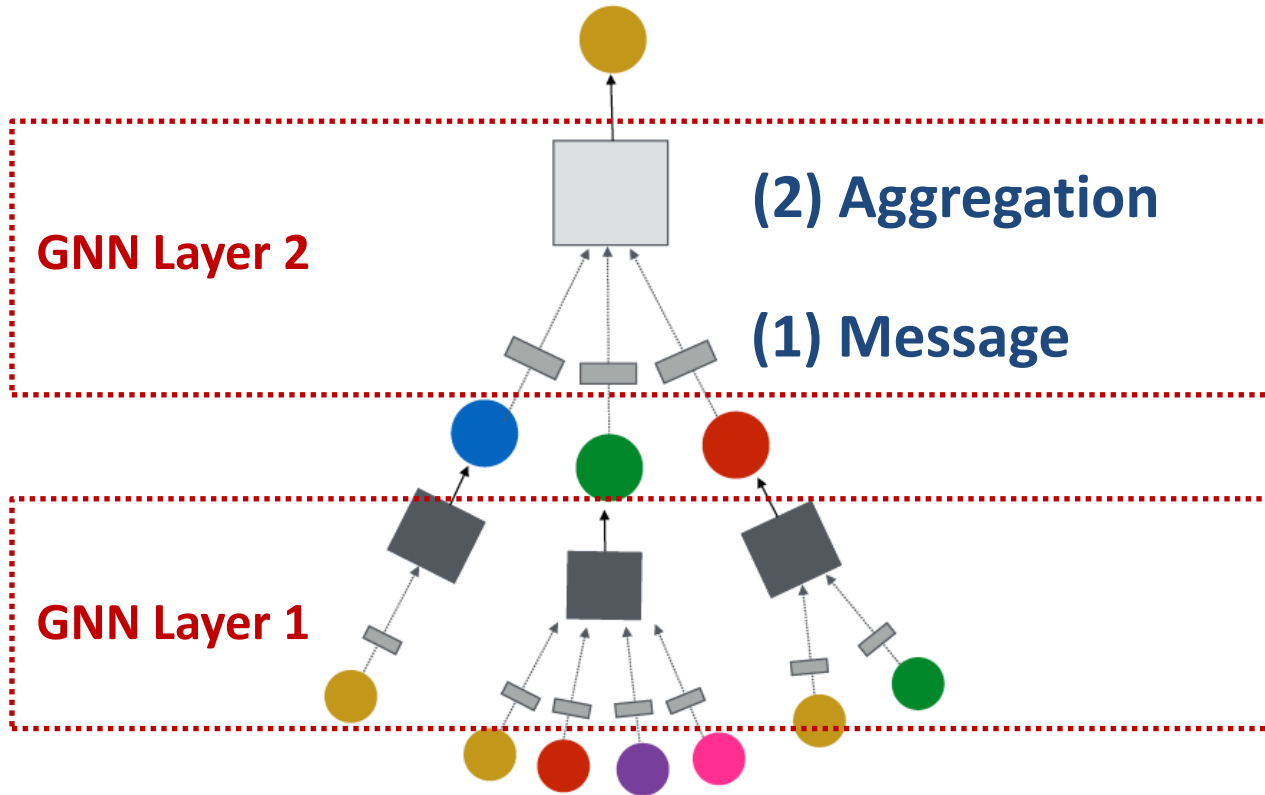 (2) Aggregation
GNN Layer 2
(1) Message
GNN Layer 1